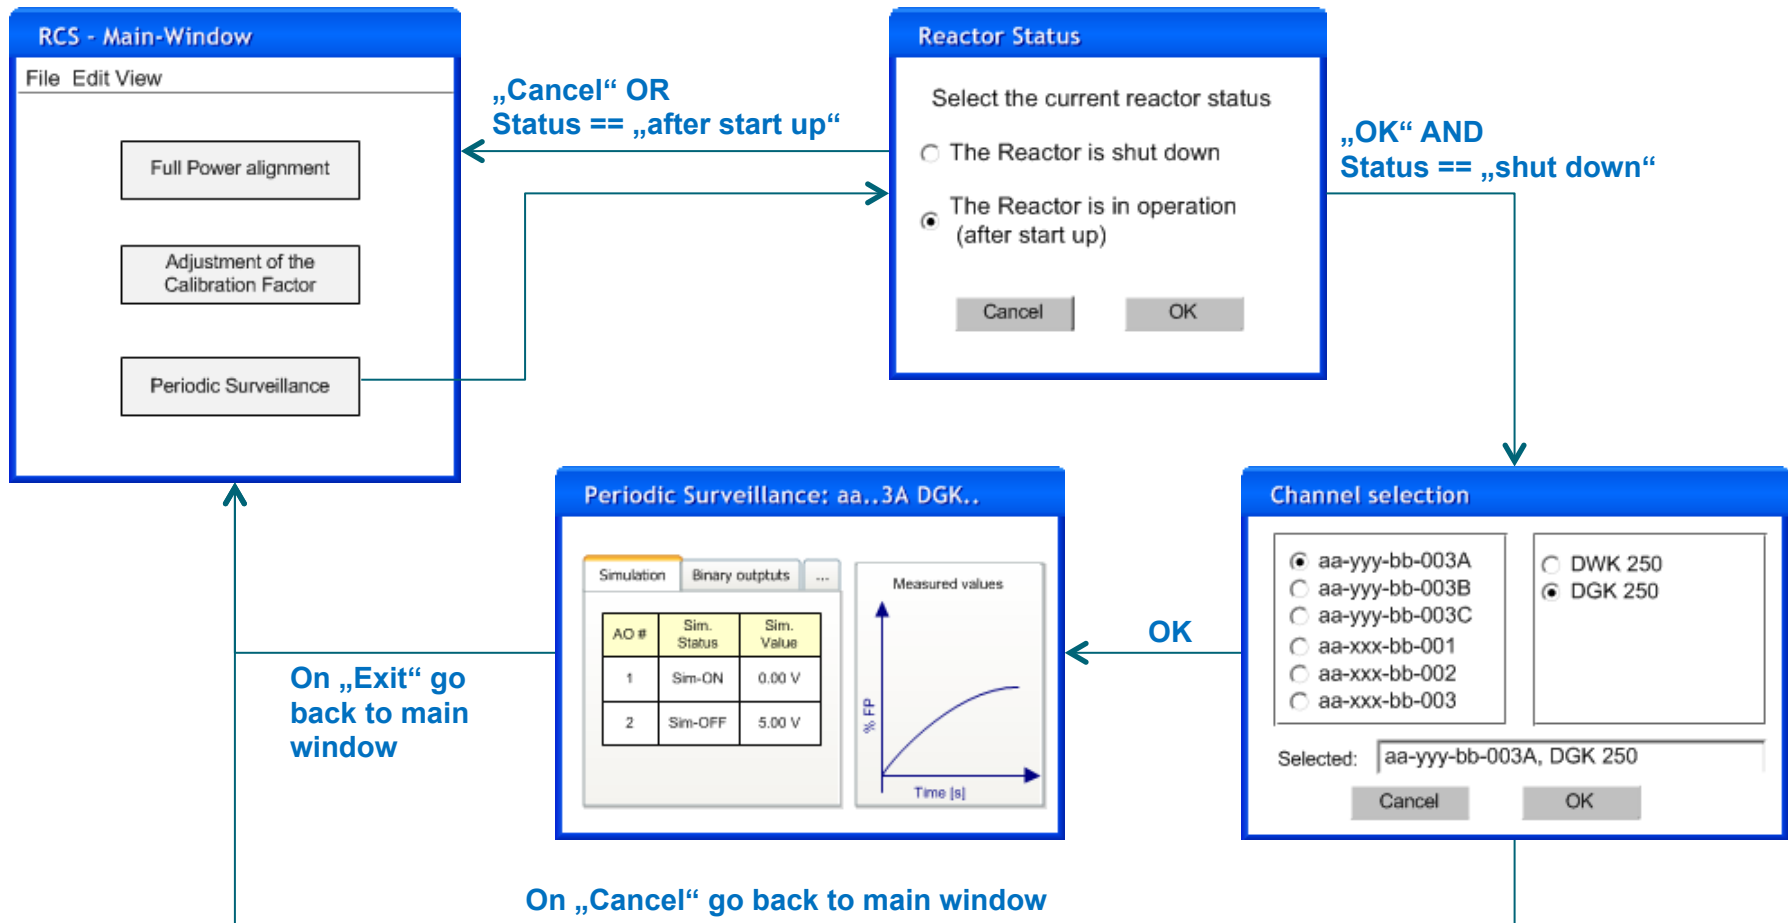 RCS - Main-Window
File Edit View
Full Power alignment
Adjustment of the
Calibration Factor
Periodic Surveillance
„Cancel“ OR
Status == „after start up“
Reactor Status
Select the current reactor status
The Reactor is shut down
The Reactor is in operation
(after start up)
Cancel
OK
„OK“ AND
Status == „shut down“
Periodic Surveillance: aa..3A DGK..
Simulation
Binary outptuts
...
AO #
Sim.
Status
Sim.
Value
1
Sim-ON
0.00 V
2
Sim-OFF
5.00 V
Measured values
% FP
Time [s]
OK
Channel selection
aa-yyy-bb-003A
aa-yyy-bb-003B
aa-yyy-bb-003C
aa-xxx-bb-001
aa-xxx-bb-002
aa-xxx-bb-003
DWK 250
DGK 250
Selected:
aa-yyy-bb-003A, DGK 250
Cancel
OK
On „Exit“ go
back to main
window
On „Cancel“ go back to main window